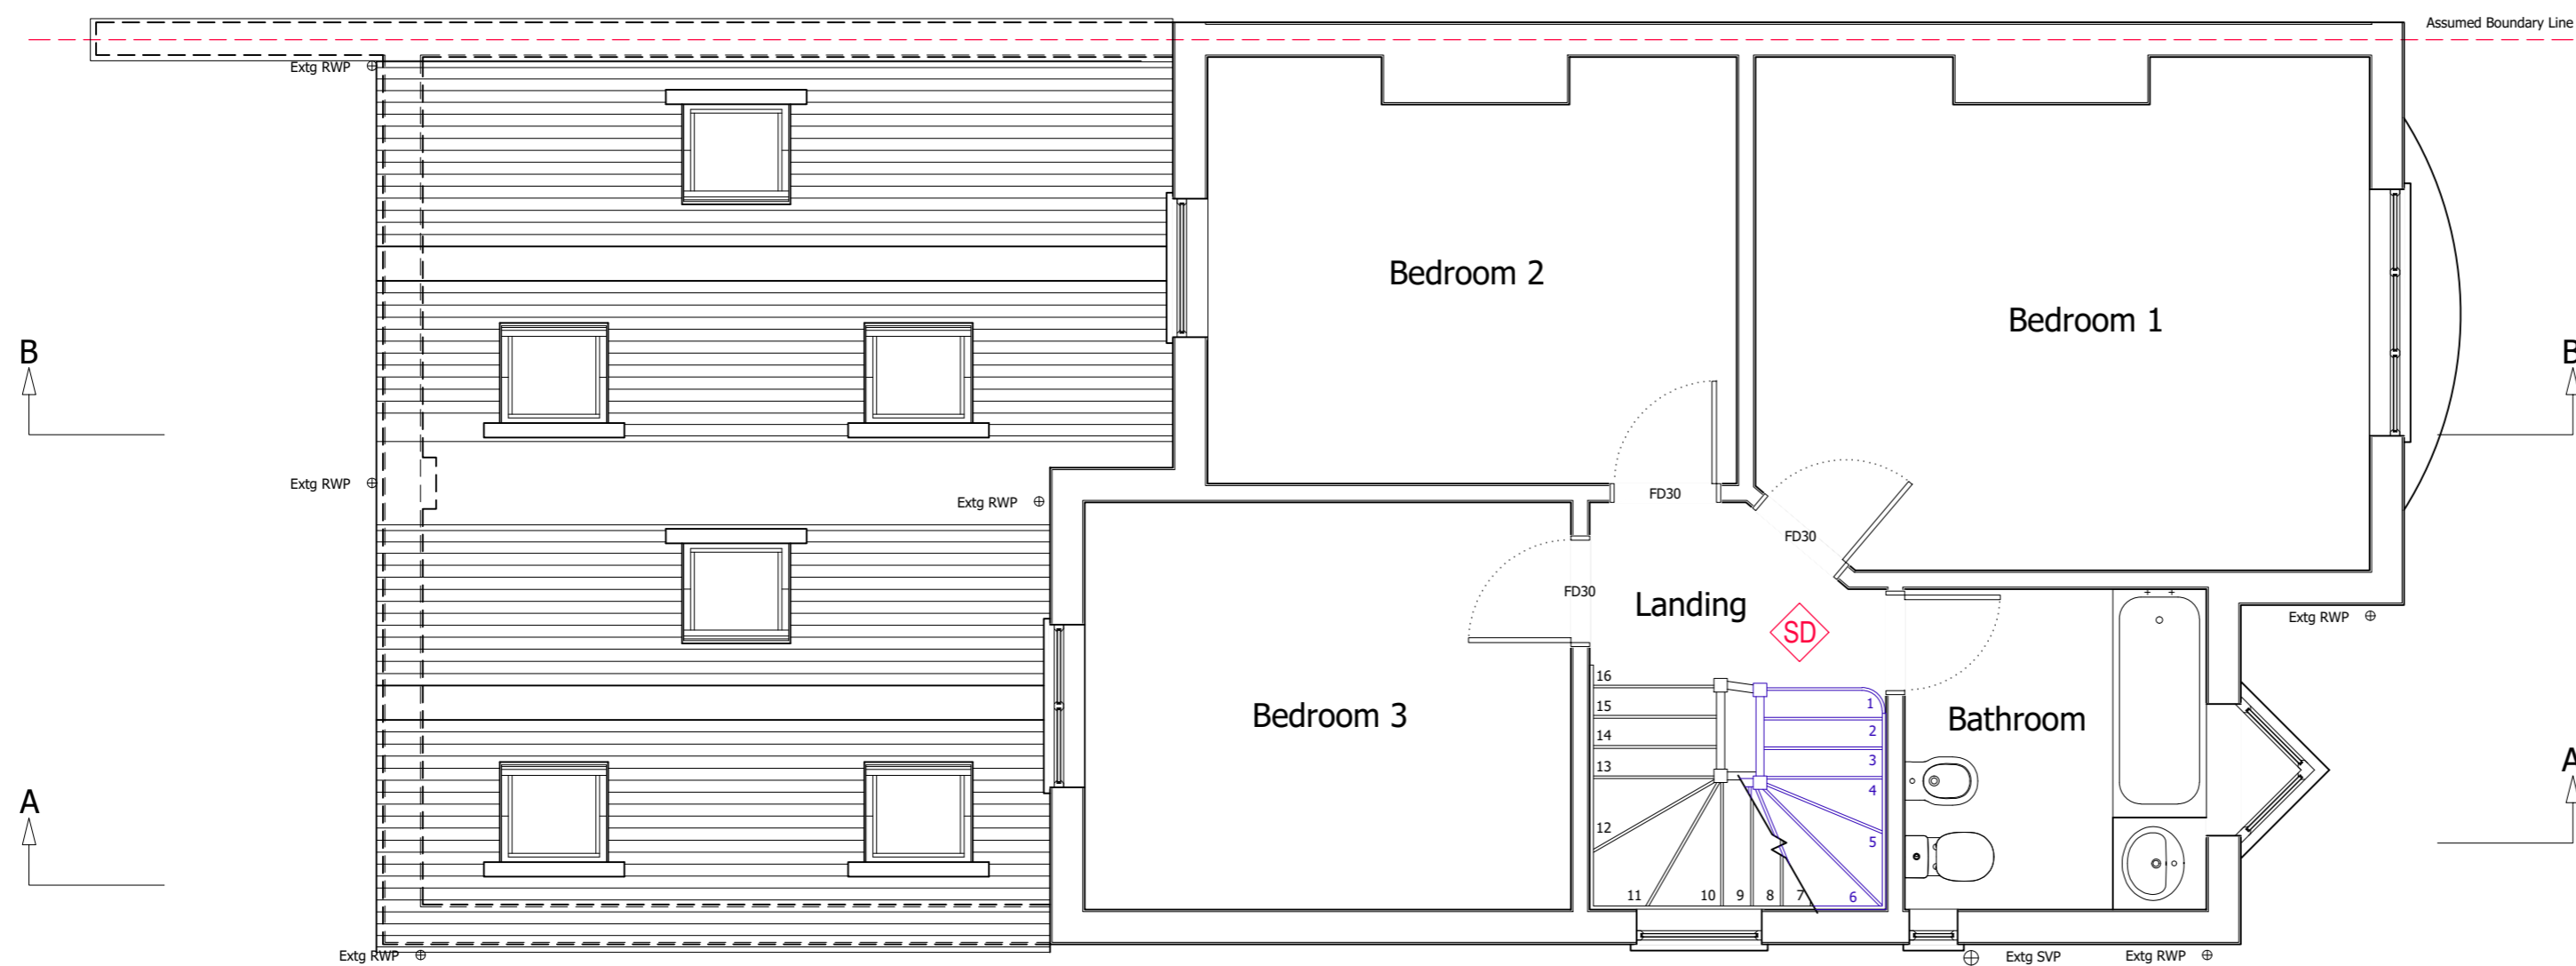 Assumed Boundary Line
Extg RWP
Bedroom 2
Bedroom 1
B
B
Extg RWP
Extg RWP
FD30
FD30
FD30
Landing
SD
Extg RWP
16
15
14
13
12
11
10
9
8
7
1
2
3
4
5
6
Bedroom 3
Bathroom
A
A
Extg RWP
Extg SVP
Extg RWP